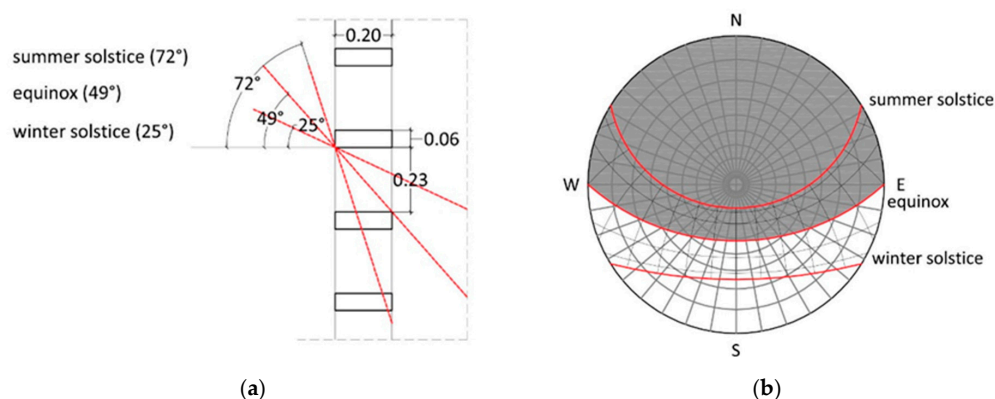 summer solstice (72°)
equinox (49°)
winter solstice (25°)
0.20
72°
49°
25°
0.06
0.23
(a)
N
summer solstice
W
E
equinox
winter solstice
S
(b)